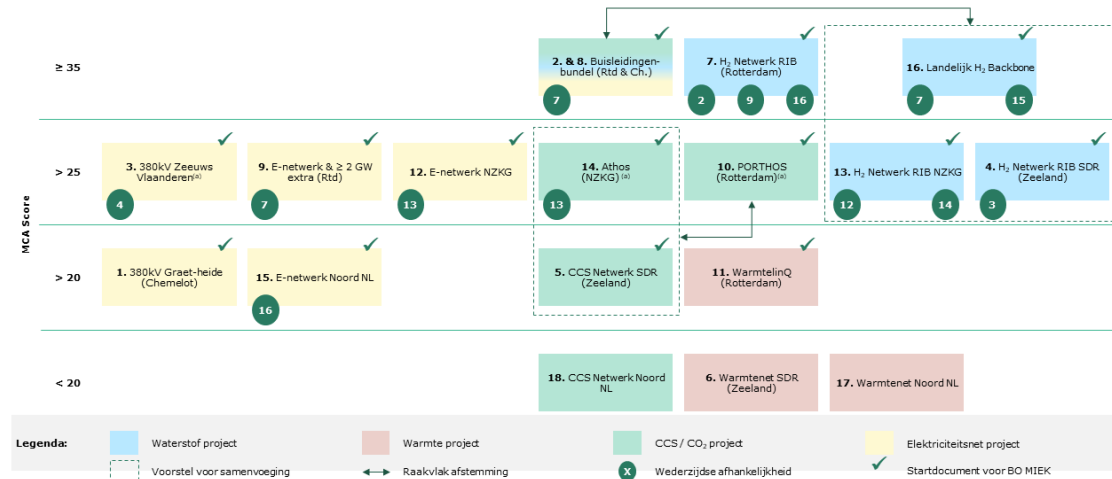 MCA Score
≥ 35
2. & 8. Buisleidingen-
bundel (Rtd & Ch.)
7
7. H₂ Netwerk RIB
(Rotterdam)
2
9
16
16. Landelijk H₂ Backbone
7
15
> 25
3. 380kV Zeeuws
Vlaanderen(a)
4
9. E-netwerk & ≥ 2 GW
extra (Rtd)
7
12. E-netwerk NZKG
13
14. Athos
(NZKG) (a)
13
10. PORTHOS
(Rotterdam)(a)
13. H₂ Netwerk RIB NZKG
12
14
4. H₂ Netwerk RIB SDR
(Zeeland)
3
> 20
1. 380kV Graet-heide
(Chemelot)
15. E-netwerk Noord NL
16
5. CCS Netwerk SDR
(Zeeland)
11. WarmtelinQ
(Rotterdam)
< 20
18. CCS Netwerk Noord
NL
6. Warmtenet SDR
(Zeeland)
17. Warmtenet Noord NL
Legenda:
Waterstof project
Warmte project
CCS / CO₂ project
Elektriciteitsnet project
Voorstel voor samenvoeging
Raakvlak afstemming
X
Wederzijdse afhankelijkheid
Startdocument voor BO MIEK